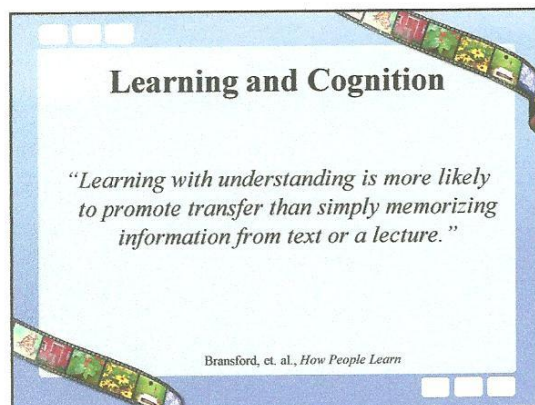 Learning and Cognition
“Learning with understanding is more likely
to promote transfer than simply memorizing
information from text or a lecture.”
Bransford, et. al., How People Learn